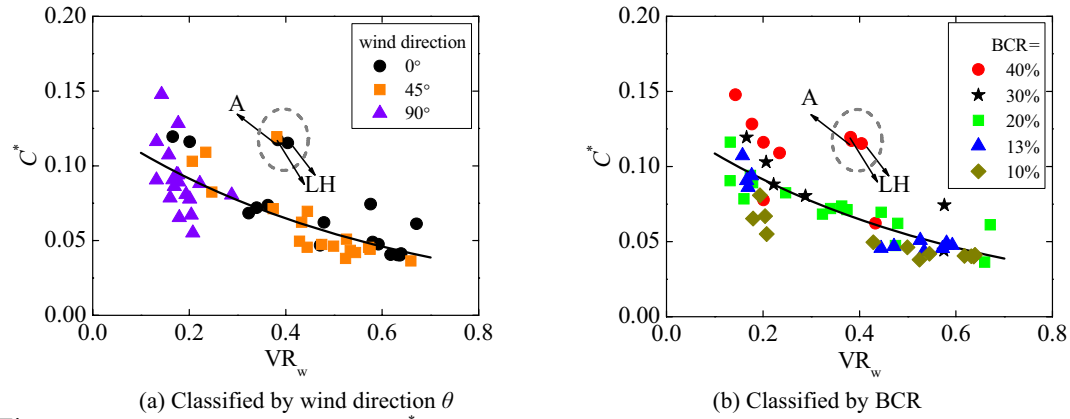 0.20
0.15
0.10
0.05
0.00
C*
0.0 0.2 0.4 0.6 0.8
VR_w
wind direction
0°
45°
90°
A
LH
(a) Classified by wind direction θ
0.20
0.15
0.10
0.05
0.00
C*
0.0 0.2 0.4 0.6 0.8
VR_w
BCR=
40%
30%
20%
13%
10%
A
LH
(b) Classified by BCR